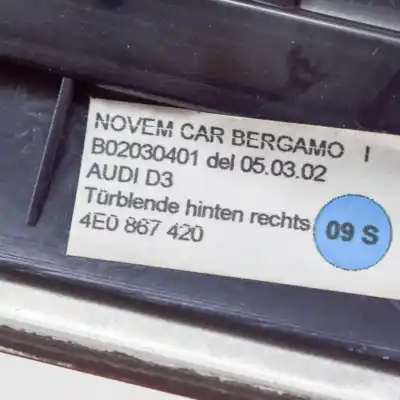 NOVEM CAR BERGAMO I
B02030401 del 05.03.02
AUDI D3
Türblende hinten rechts
4E0 867 420
09 S